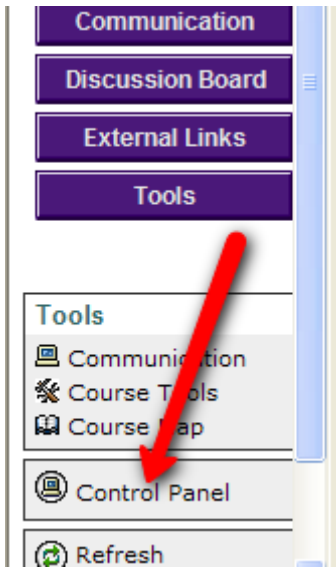 Communication
Discussion Board
External Links
Tools
Tools
Communication
Course Tools
Course Map
Control Panel
Refresh